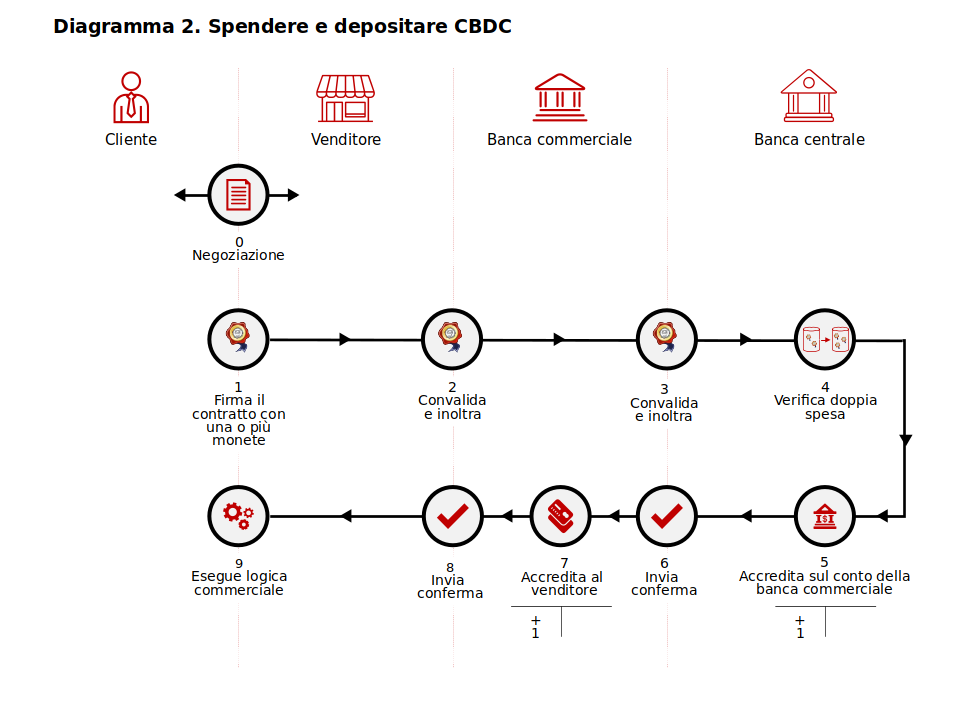 Diagramma 2. Spendere e depositare CBDC
Cliente
Venditore
Banca commerciale
Banca centrale
0
Negoziazione
1
Firma il
contratto con
una o più
monete
2
Convalida
e inoltra
3
Convalida
e inoltra
4
Verifica doppia
spesa
9
Esegue logica
commerciale
8
Invia
conferma
7
Accredita al
venditore
+
1
6
Invia
conferma
5
Accredita sul conto della
banca commerciale
+
1